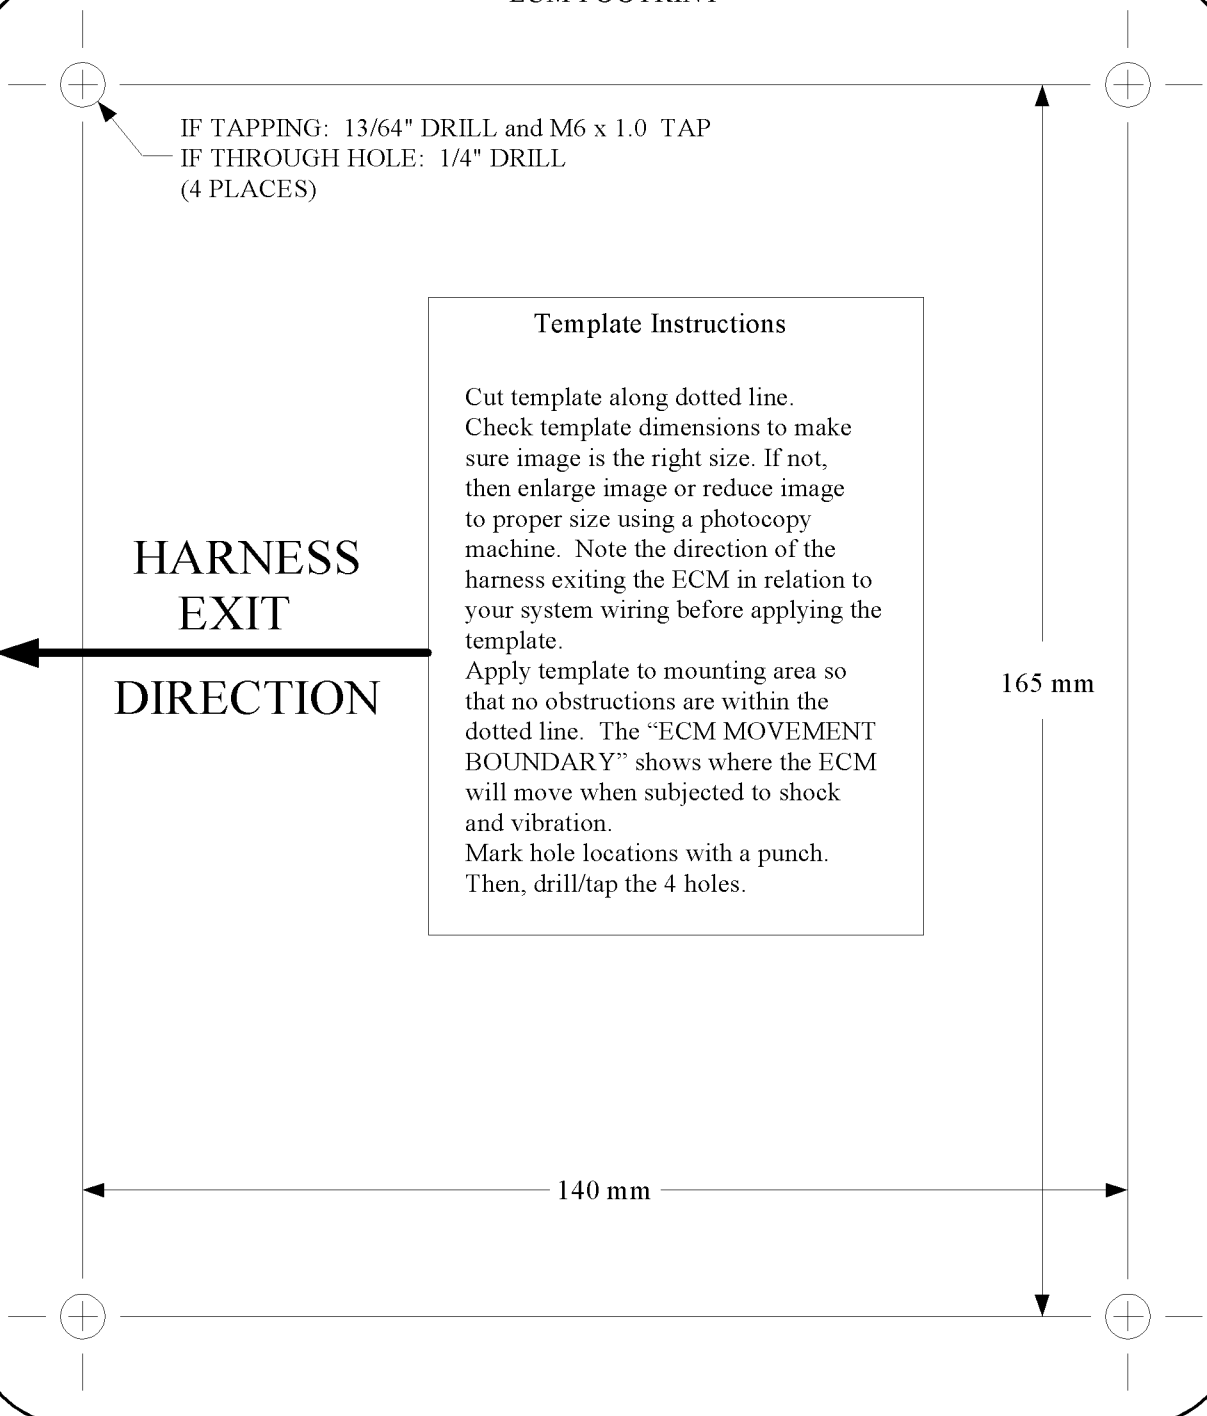 FOOTPRINT
IF TAPPING: 13/64" DRILL and M6 x 1.0 TAP
IF THROUGH HOLE: 1/4" DRILL
(4 PLACES)
Template Instructions
Cut template along dotted line.
Check template dimensions to make
sure image is the right size. If not,
then enlarge image or reduce image
to proper size using a photocopy
machine. Note the direction of the
harness exiting the ECM in relation to
your system wiring before applying the
template.
Apply template to mounting area so
that no obstructions are within the
dotted line. The “ECM MOVEMENT
BOUNDARY” shows where the ECM
will move when subjected to shock
and vibration.
Mark hole locations with a punch.
Then, drill/tap the 4 holes.
HARNESS
EXIT
DIRECTION
165 mm
140 mm